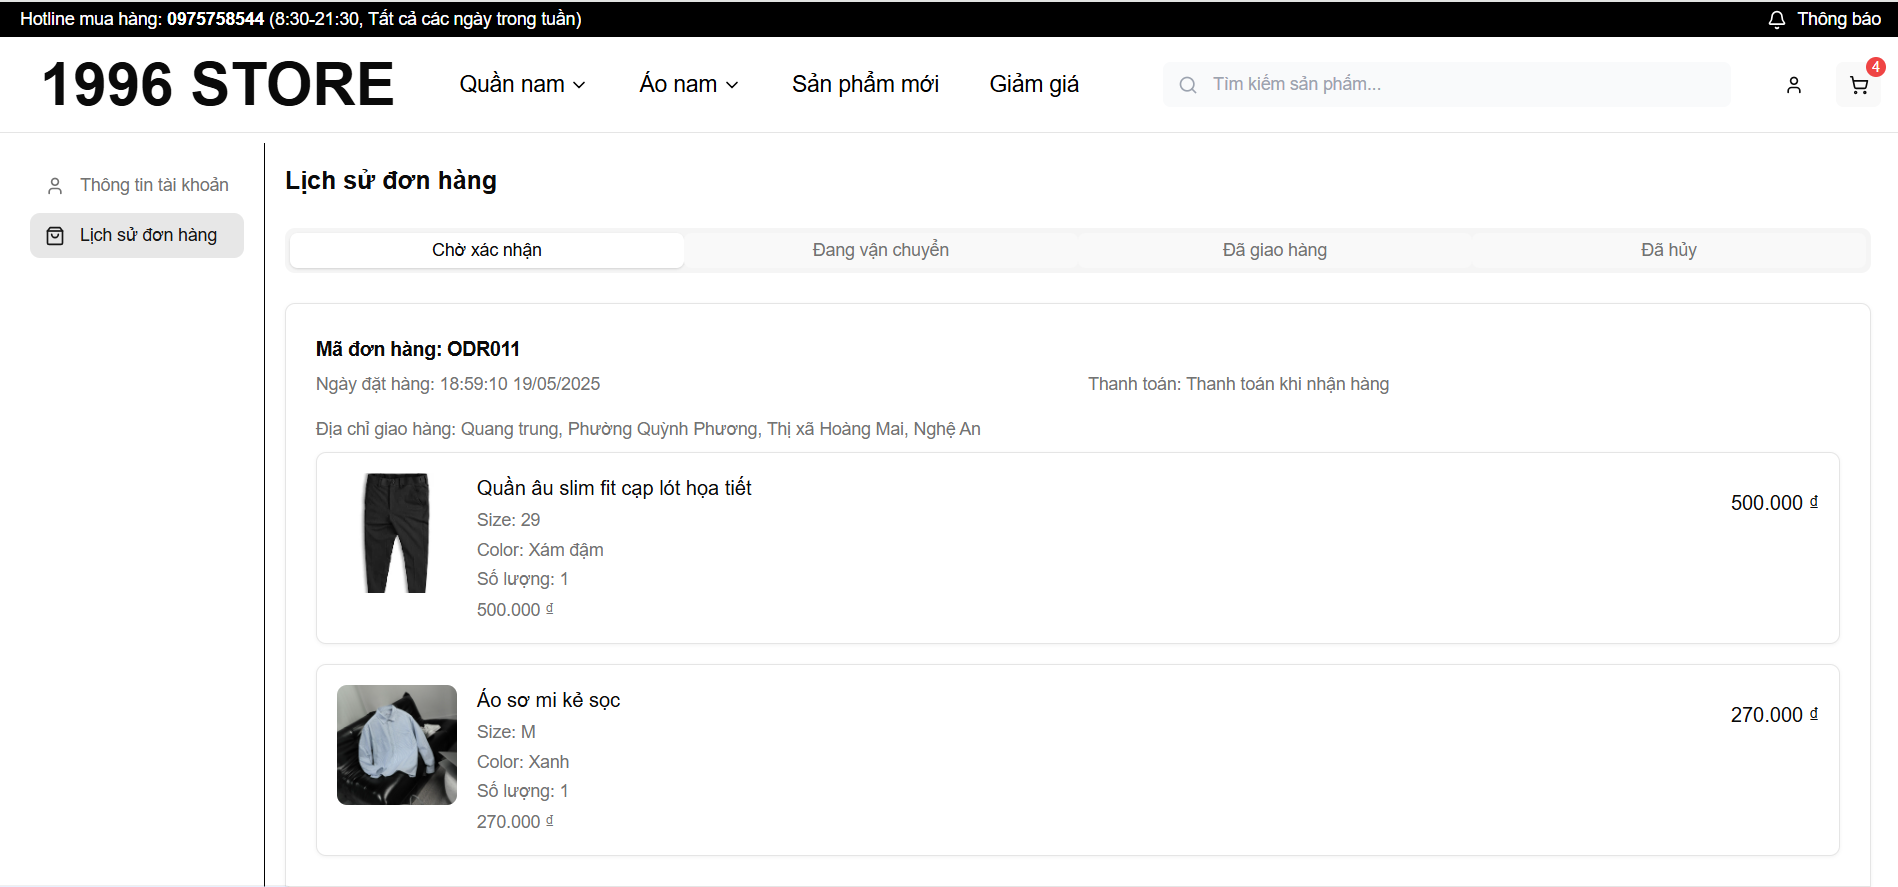 Hotline mua hàng: 0975758544 (8:30-21:30, Tất cả các ngày trong tuần) Thông báo
1996 STORE Quần nam Áo nam Sản phẩm mới Giảm giá Tìm kiếm sản phẩm... 4
Thông tin tài khoản
Lịch sử đơn hàng
Lịch sử đơn hàng
Chờ xác nhận Đang vận chuyển Đã giao hàng Đã hủy
Mã đơn hàng: ODR011
Ngày đặt hàng: 18:59:10 19/05/2025 Thanh toán: Thanh toán khi nhận hàng
Địa chỉ giao hàng: Quang trung, Phường Quỳnh Phương, Thị xã Hoàng Mai, Nghệ An
Quần âu slim fit cạp lót họa tiết
500.000 ₫
Size: 29
Color: Xám đậm
Số lượng: 1
500.000 ₫
Áo sơ mi kẻ sọc
270.000 ₫
Size: M
Color: Xanh
Số lượng: 1
270.000 ₫